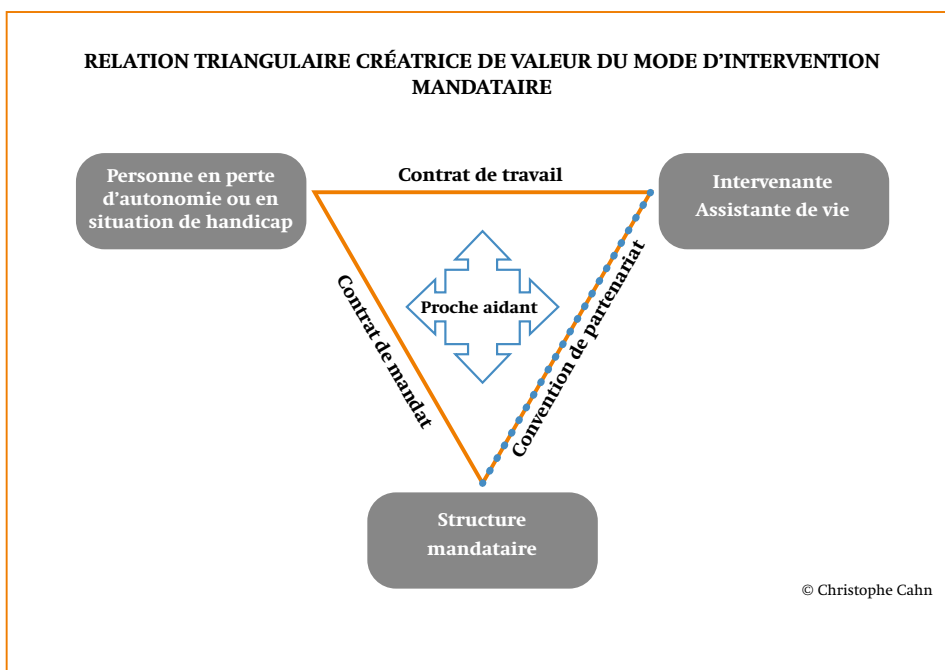 RELATION TRIANGULAIRE CRÉATRICE DE VALEUR DU MODE D’INTERVENTION
MANDATAIRE
Personne en perte
d’autonomie ou en
situation de handicap
Contrat de travail
Intervenante
Assistante de vie
Proche aidant
Contrat de mandat
Convention de partenariat
Structure
mandataire
© Christophe Cahn